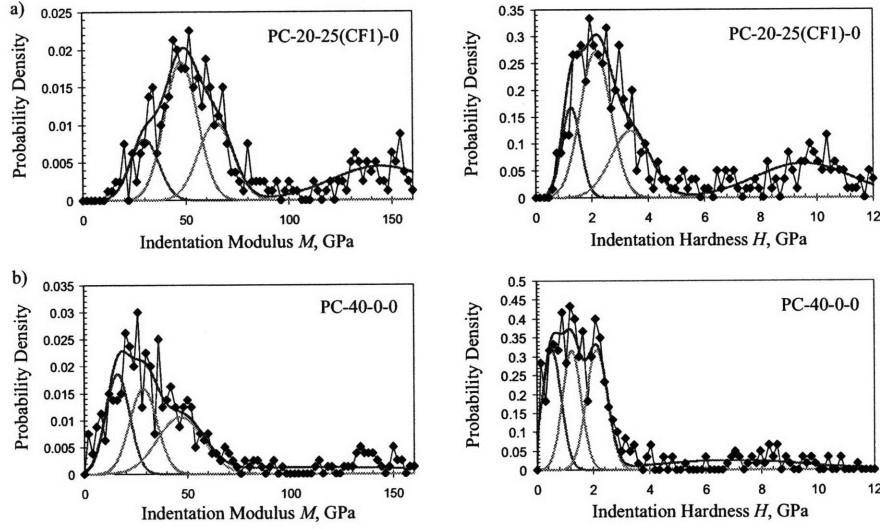 a)
PC-20-25(CF1)-0
Probability Density
0.025
0.02
0.015
0.01
0.005
0
0 50 100 150
Indentation Modulus M, GPa
PC-20-25(CF1)-0
Probability Density
0.35
0.3
0.25
0.2
0.15
0.1
0.05
0
0 2 4 6 8 10 12
Indentation Hardness H, GPa
b)
PC-40-0-0
Probability Density
0.035
0.03
0.025
0.02
0.015
0.01
0.005
0
0 50 100 150
Indentation Modulus M, GPa
PC-40-0-0
Probability Density
0.5
0.45
0.4
0.35
0.3
0.25
0.2
0.15
0.1
0.05
0
0 2 4 6 8 10 12
Indentation Hardness H, GPa